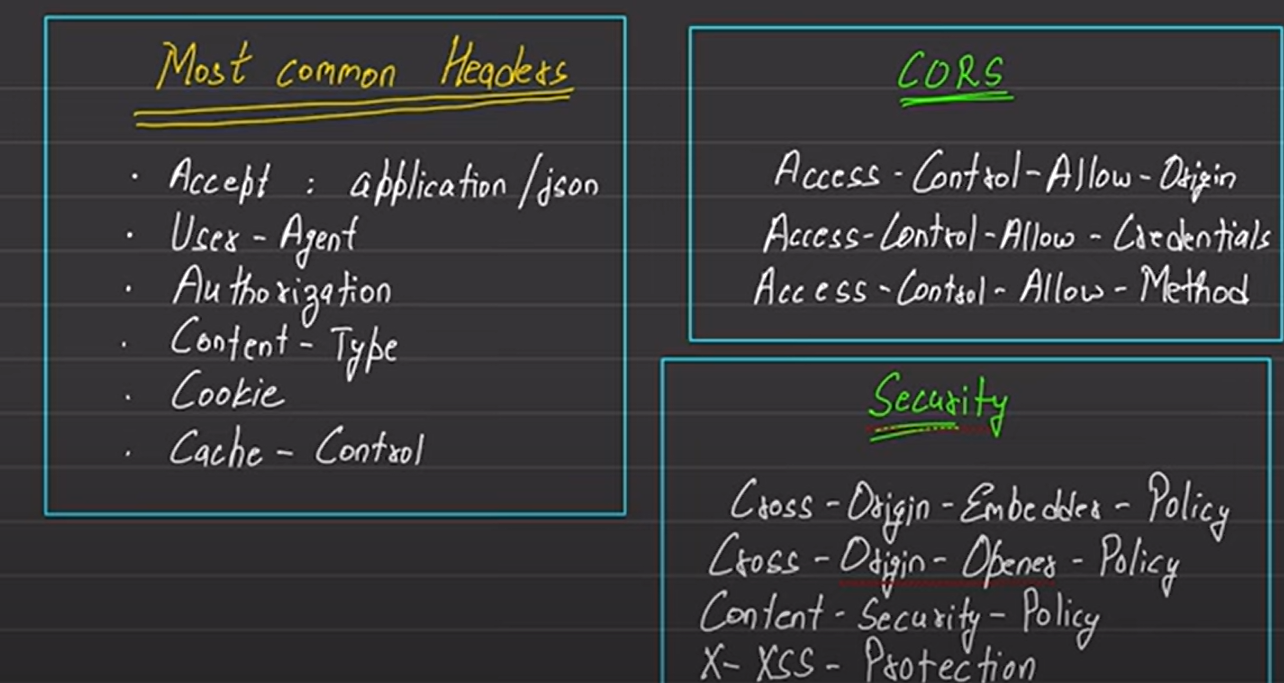 Most common Headers
· Accept : application/json
· User-Agent
· Authorization
· Content-Type
· Cookie
· Cache-Control
CORS
Access-Control-Allow-Origin
Access-Control-Allow-Credentials
Access-Control-Allow-Method
Security
Cross-Origin-Embedder-Policy
Cross-Origin-Opener-Policy
Content-Security-Policy
X-XSS-Protection